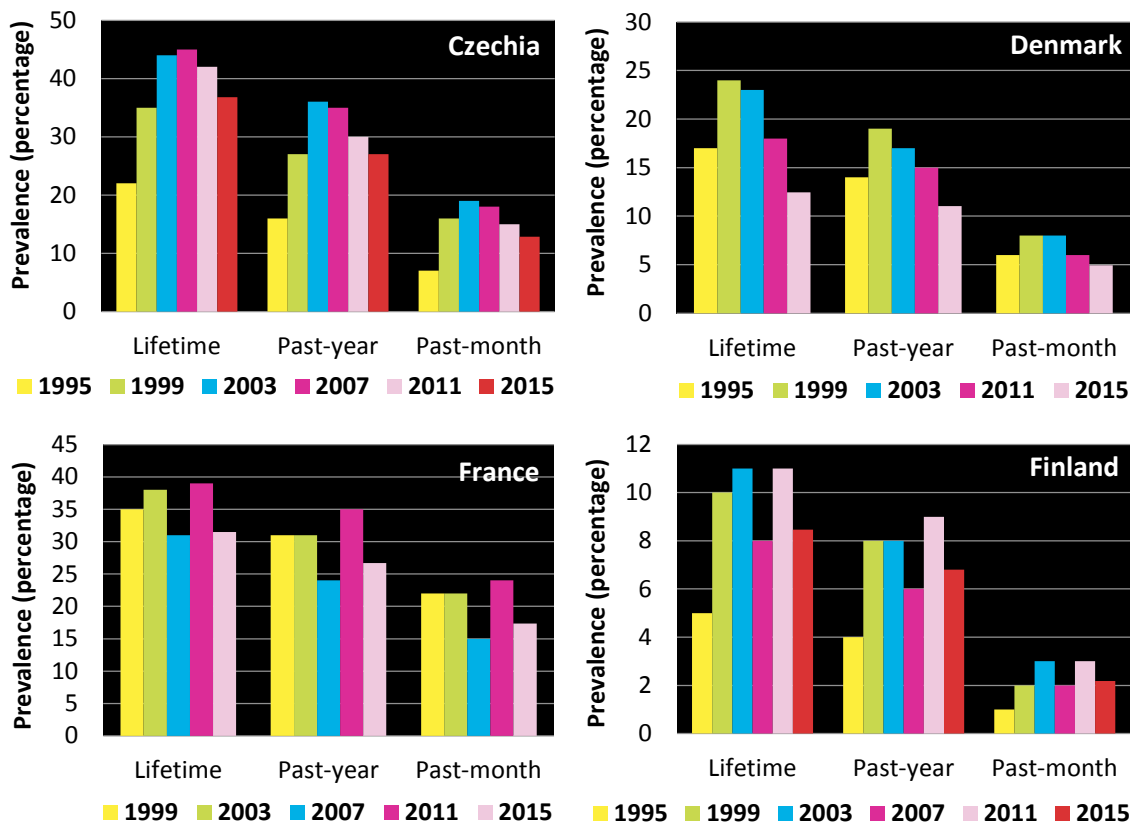 Czechia
Prevalence (percentage)
50
40
30
20
10
0
Lifetime Past-year Past-month
1995 1999 2003 2007 2011 2015
Denmark
Prevalence (percentage)
30
25
20
15
10
5
0
Lifetime Past-year Past-month
1995 1999 2003 2011 2015
France
Prevalence (percentage)
45
40
35
30
25
20
15
10
5
0
Lifetime Past-year Past-month
1999 2003 2007 2011 2015
Finland
Prevalence (percentage)
12
10
8
6
4
2
0
Lifetime Past-year Past-month
1995 1999 2003 2007 2011 2015